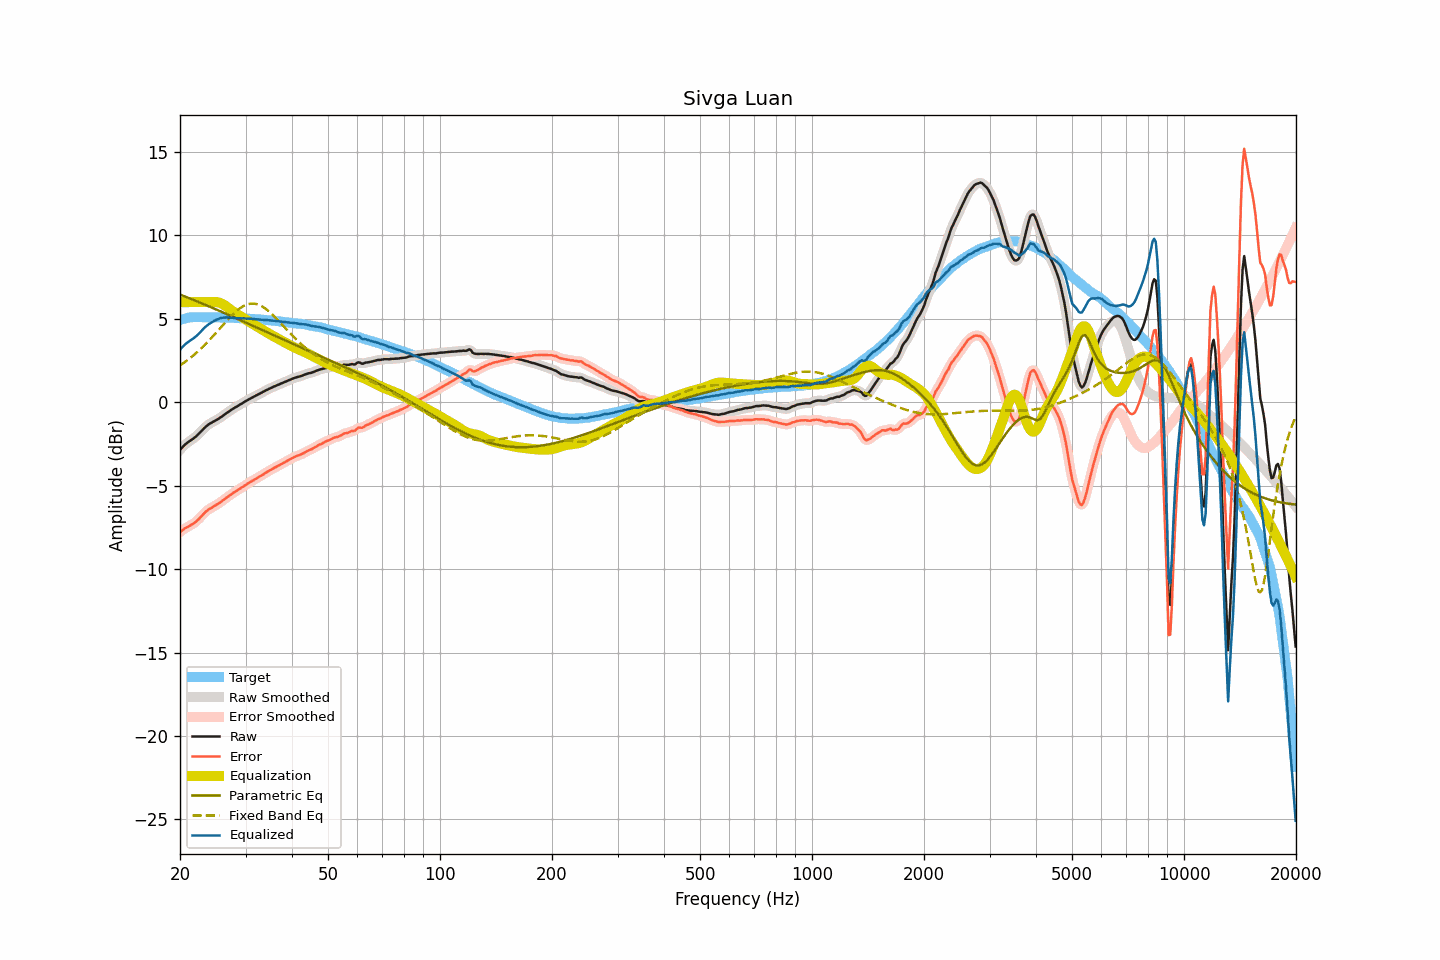 Sivga Luan
15
10
5
0
−5
−10
−15
−20
−25
Amplitude (dBr)
Target
Raw Smoothed
Error Smoothed
Raw
Error
Equalization
Parametric Eq
Fixed Band Eq
Equalized
20 50 100 200 500 1000 2000 5000 10000 20000
Frequency (Hz)